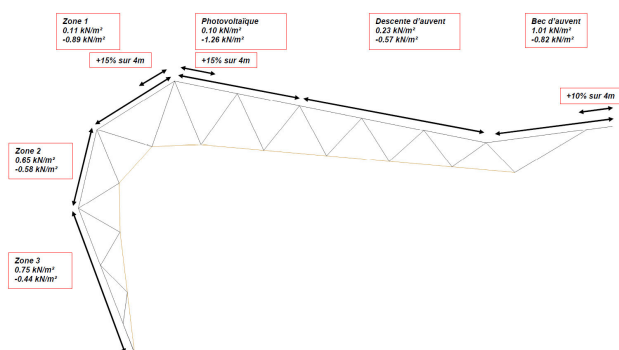 Zone 1
0.11 kN/m²
-0.89 kN/m²
Photovoltaïque
0.10 kN/m²
-1.26 kN/m²
Descente d'auvent
0.23 kN/m²
-0.57 kN/m²
Bec d'auvent
1.01 kN/m²
-0.82 kN/m²
+15% sur 4m
+15% sur 4m
+10% sur 4m
Zone 2
0.65 kN/m²
-0.58 kN/m²
Zone 3
0.75 kN/m²
-0.44 kN/m²